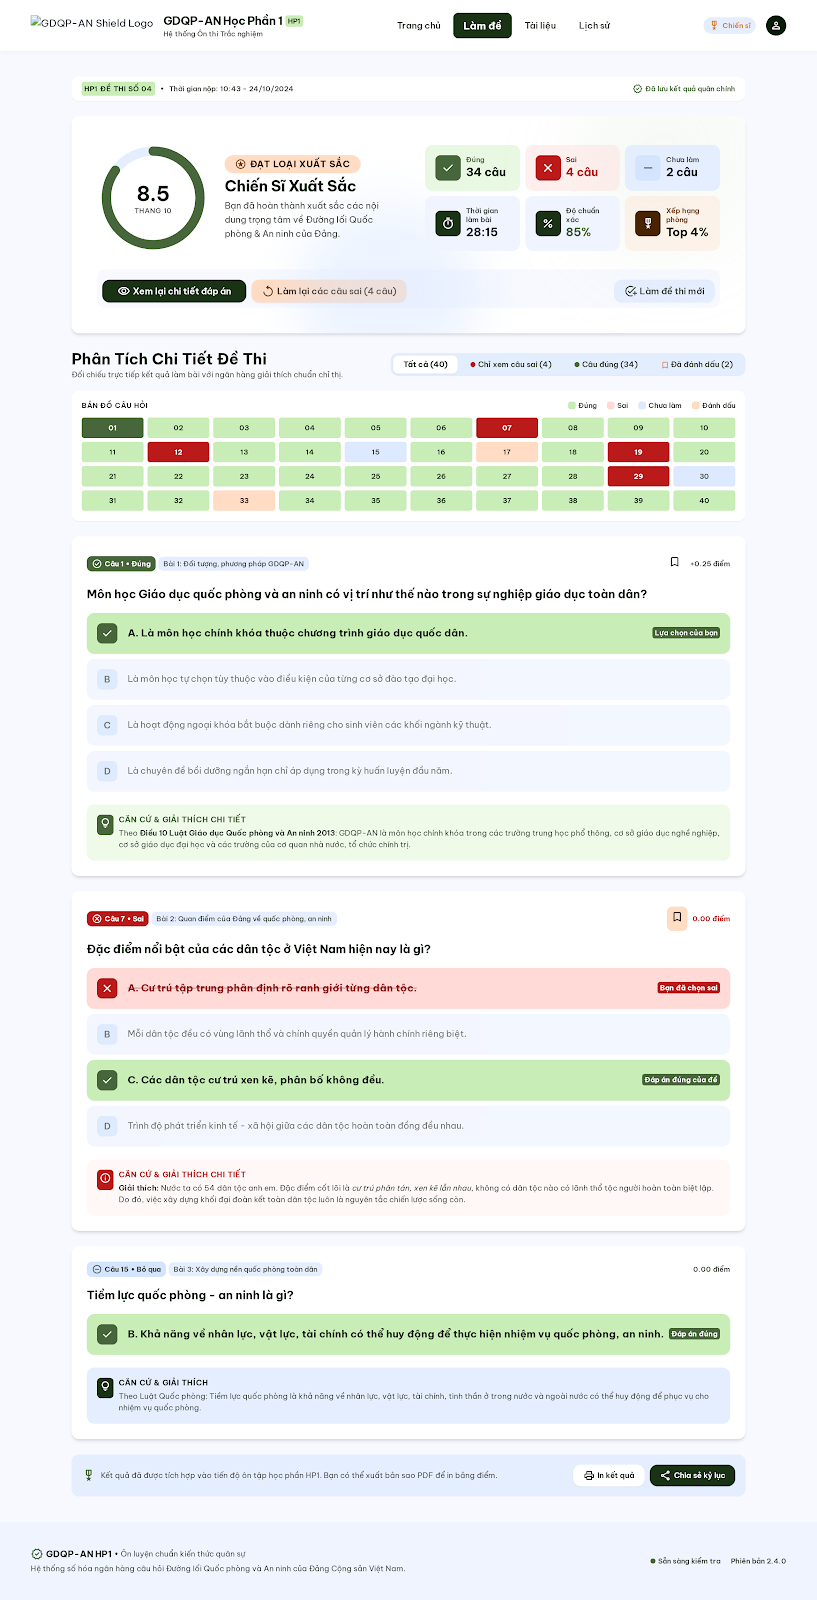 GDQP-AN Shield Logo
GDQP-AN Học Phần 1 HP1
Hệ thống Ôn thi Trắc nghiệm
Trang chủ
Làm đề
Tài liệu
Lịch sử
Chiến sĩ
HP1 ĐỀ THI SỐ 04 • Thời gian nộp: 10:43 - 24/10/2024
Đã lưu kết quả quân chính
8.5
THANG 10
ĐẠT LOẠI XUẤT SẮC
Chiến Sĩ Xuất Sắc
Bạn đã hoàn thành xuất sắc các nội
dung trọng tâm về Đường lối Quốc
phòng & An ninh của Đảng.
Đúng
34 câu
Sai
4 câu
Chưa làm
2 câu
Thời gian
làm bài
28:15
Độ chuẩn
xác
85%
Xếp hạng
phòng
Top 4%
Xem lại chi tiết đáp án
Làm lại các câu sai (4 câu)
Làm đề thi mới
Phân Tích Chi Tiết Đề Thi
Đối chiếu trực tiếp kết quả làm bài với ngân hàng giải thích chuẩn chỉ thị.
Tất cả (40)
Chỉ xem câu sai (4)
Câu đúng (34)
Đã đánh dấu (2)
BẢN ĐỒ CÂU HỎI
Đúng
Sai
Chưa làm
Đánh dấu
01 02 03 04 05 06 07 08 09 10
11 12 13 14 15 16 17 18 19 20
21 22 23 24 25 26 27 28 29 30
31 32 33 34 35 36 37 38 39 40
Câu 1 • Đúng
Bài 1: Đối tượng, phương pháp GDQP-AN
+0.25 điểm
Môn học Giáo dục quốc phòng và an ninh có vị trí như thế nào trong sự nghiệp giáo dục toàn dân?
A. Là môn học chính khóa thuộc chương trình giáo dục quốc dân.
Lựa chọn của bạn
B Là môn học tự chọn tùy thuộc vào điều kiện của từng cơ sở đào tạo đại học.
C Là hoạt động ngoại khóa bắt buộc dành riêng cho sinh viên các khối ngành kỹ thuật.
D Là chuyên đề bồi dưỡng ngắn hạn chỉ áp dụng trong kỳ huấn luyện đầu năm.
CĂN CỨ & GIẢI THÍCH CHI TIẾT
Theo Điều 10 Luật Giáo dục Quốc phòng và An ninh 2013: GDQP-AN là môn học chính khóa trong các trường trung học phổ thông, cơ sở giáo dục nghề nghiệp,
cơ sở giáo dục đại học và các trường của cơ quan nhà nước, tổ chức chính trị.
Câu 7 • Sai
Bài 2: Quan điểm của Đảng về quốc phòng, an ninh
0.00 điểm
Đặc điểm nổi bật của các dân tộc ở Việt Nam hiện nay là gì?
A. Cư trú tập trung phân định rõ ranh giới từng dân tộc.
Bạn đã chọn sai
B Mỗi dân tộc đều có vùng lãnh thổ và chính quyền quản lý hành chính riêng biệt.
C. Các dân tộc cư trú xen kẽ, phân bố không đều.
Đáp án đúng của đề
D Trình độ phát triển kinh tế - xã hội giữa các dân tộc hoàn toàn đồng đều nhau.
CĂN CỨ & GIẢI THÍCH CHI TIẾT
Giải thích: Nước ta có 54 dân tộc anh em. Đặc điểm cốt lõi là cư trú phân tán, xen kẽ lẫn nhau, không có dân tộc nào có lãnh thổ tộc người hoàn toàn biệt lập.
Do đó, việc xây dựng khối đại đoàn kết toàn dân tộc luôn là nguyên tắc chiến lược sống còn.
Câu 15 • Bỏ qua
Bài 3: Xây dựng nền quốc phòng toàn dân
0.00 điểm
Tiềm lực quốc phòng - an ninh là gì?
B. Khả năng về nhân lực, vật lực, tài chính có thể huy động để thực hiện nhiệm vụ quốc phòng, an ninh.
Đáp án đúng
CĂN CỨ & GIẢI THÍCH
Theo Luật Quốc phòng: Tiềm lực quốc phòng là khả năng về nhân lực, vật lực, tài chính, tinh thần ở trong nước và ngoài nước có thể huy động để phục vụ cho
nhiệm vụ quốc phòng.
Kết quả đã được tích hợp vào tiến độ ôn tập học phần HP1. Bạn có thể xuất bản sao PDF để in bảng điểm.
In kết quả
Chia sẻ kỷ lục
GDQP-AN HP1 • Ôn luyện chuẩn kiến thức quân sự
Hệ thống số hóa ngân hàng câu hỏi Đường lối Quốc phòng và An ninh của Đảng Cộng sản Việt Nam.
Sẵn sàng kiểm tra
Phiên bản 2.4.0